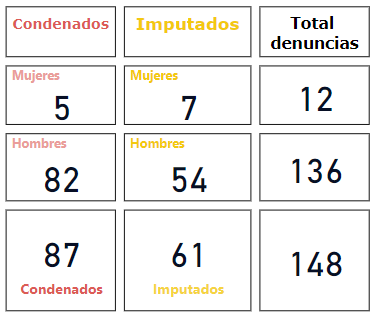 Condenados Imputados Total
denuncias
Mujeres Mujeres
5 7 12
Hombres Hombres
82 54 136
87 61 148
Condenados Imputados